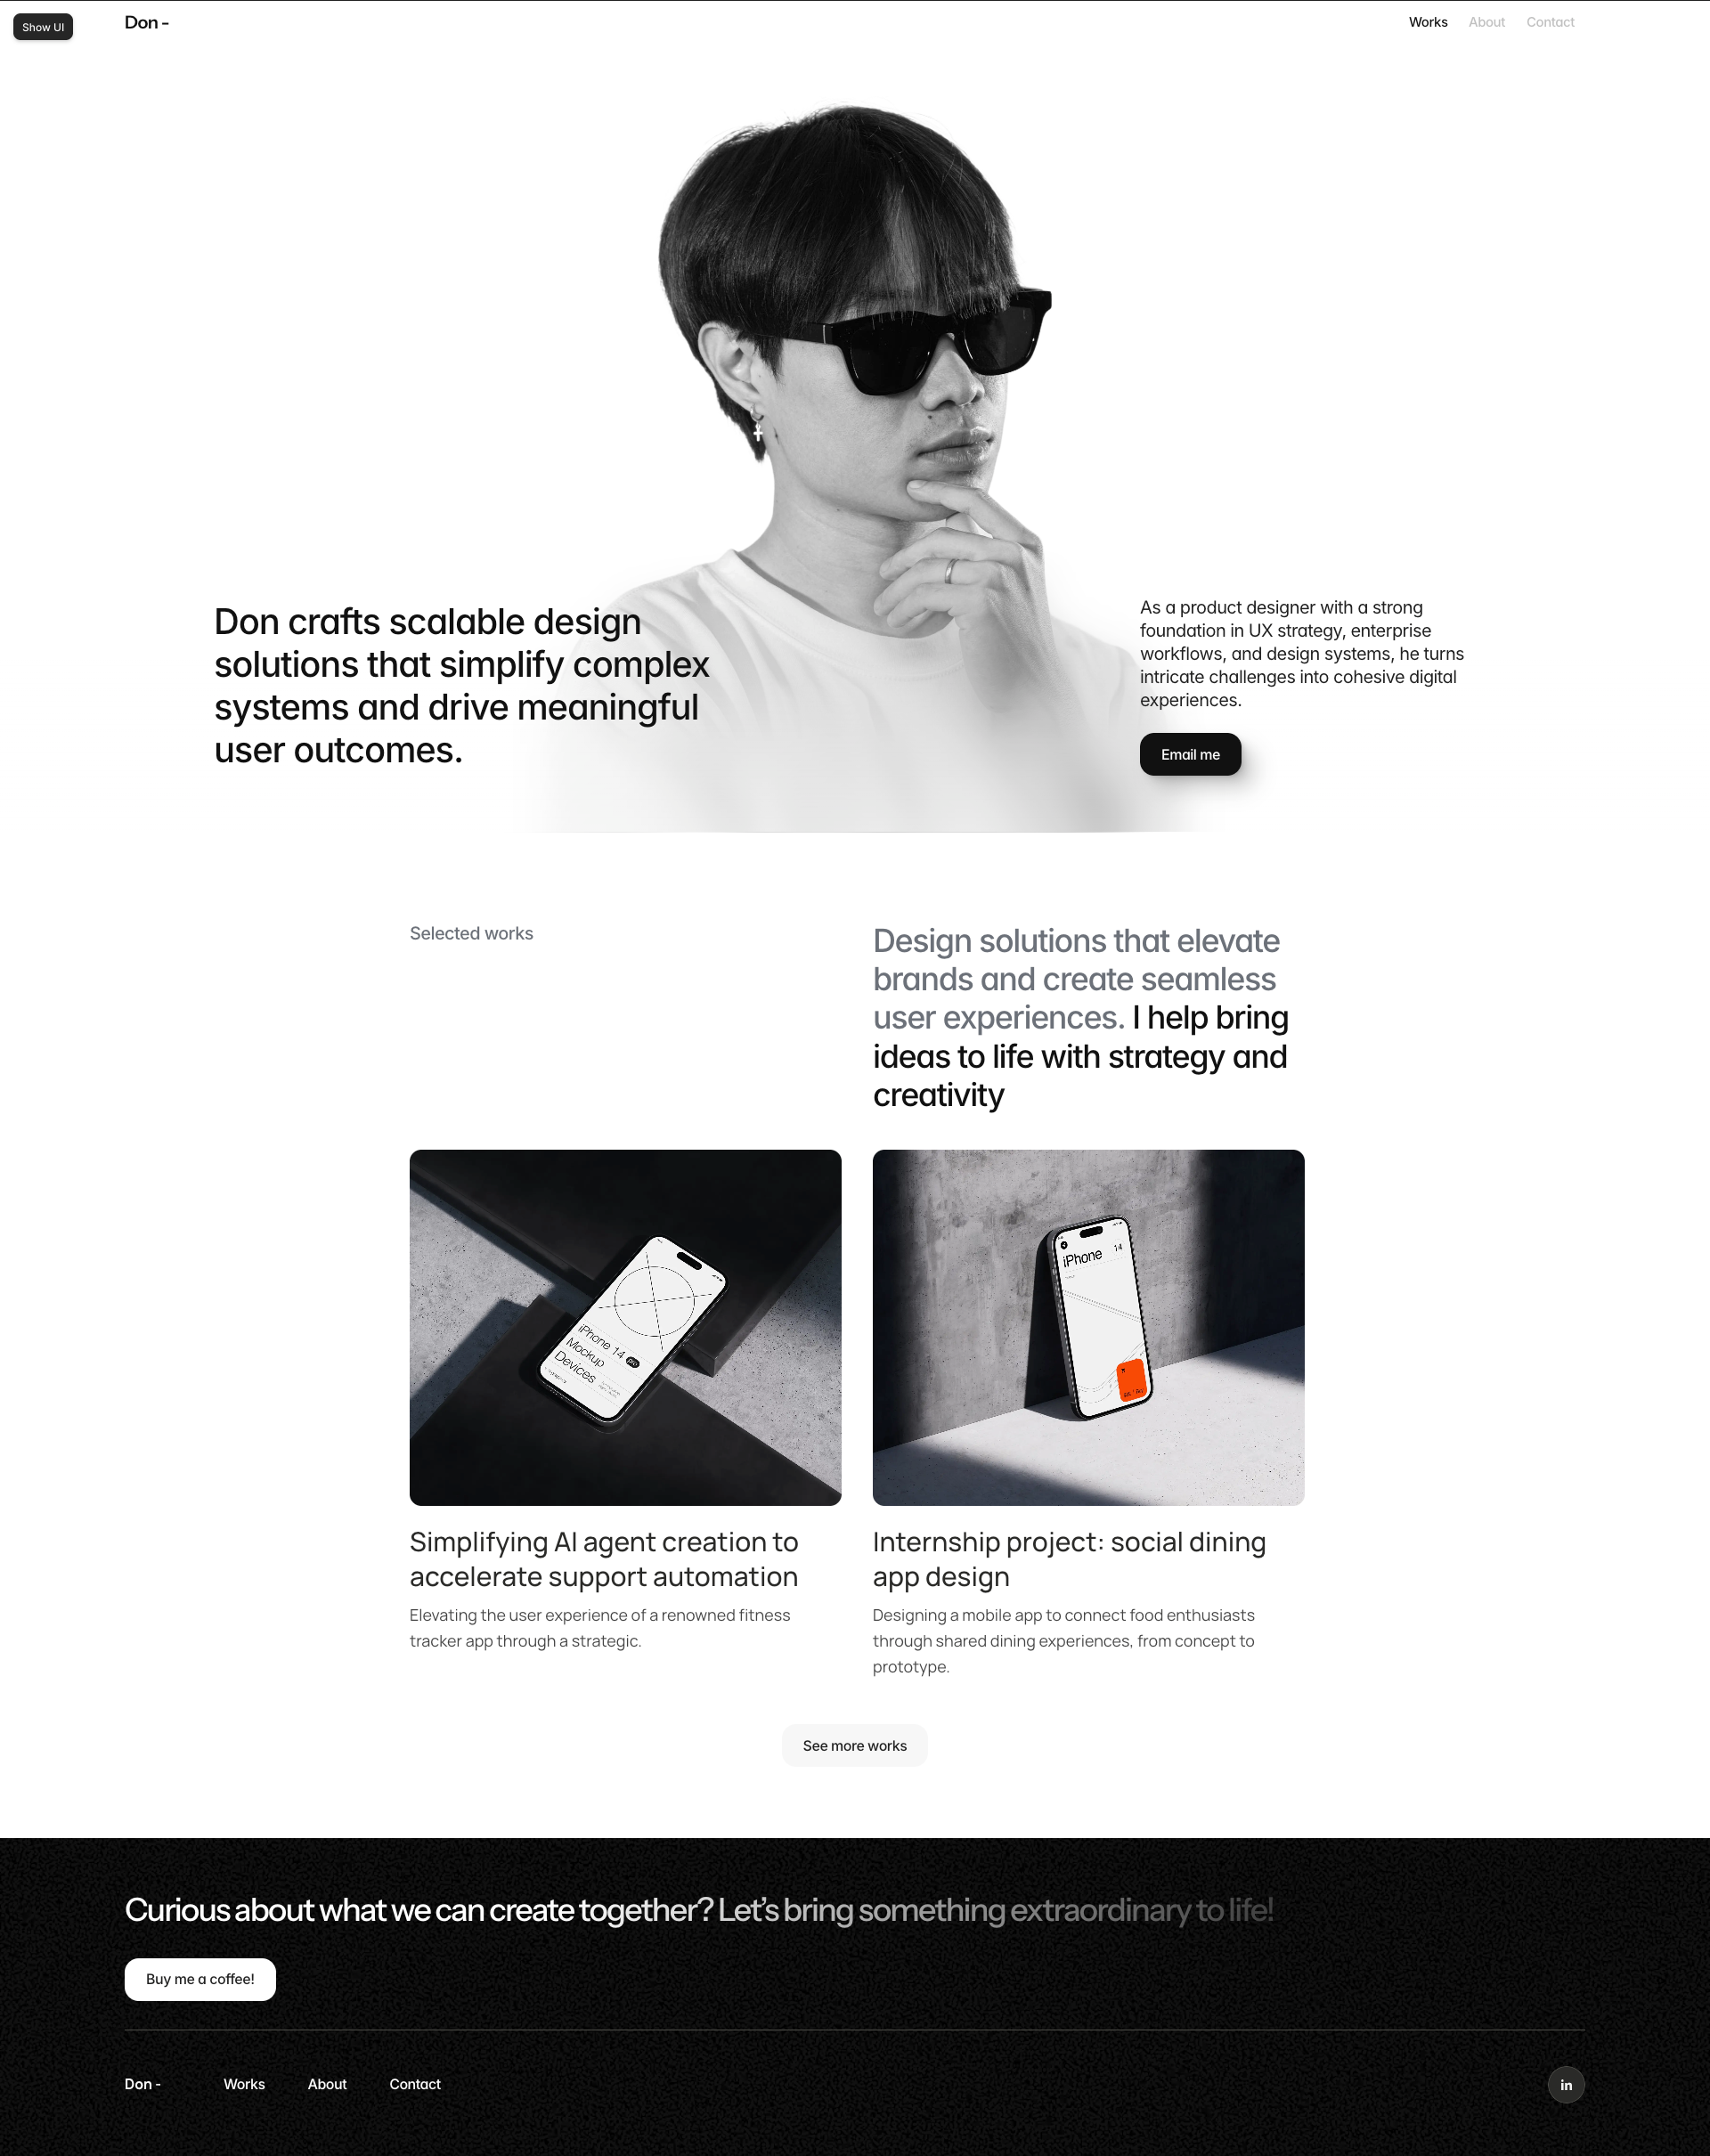 Show UI
Don -
Works
About
Contact
Don crafts scalable design
solutions that simplify complex
systems and drive meaningful
user outcomes.
As a product designer with a strong
foundation in UX strategy, enterprise
workflows, and design systems, he turns
intricate challenges into cohesive digital
experiences.
Email me
Selected works
Design solutions that elevate
brands and create seamless
user experiences. I help bring
ideas to life with strategy and
creativity
iPhone 14
Mockup
Devices
iPhone 14
Simplifying AI agent creation to
accelerate support automation
Elevating the user experience of a renowned fitness
tracker app through a strategic.
Internship project: social dining
app design
Designing a mobile app to connect food enthusiasts
through shared dining experiences, from concept to
prototype.
See more works
Curious about what we can create together? Let’s bring something extraordinary to life!
Buy me a coffee!
Don -
Works
About
Contact
in